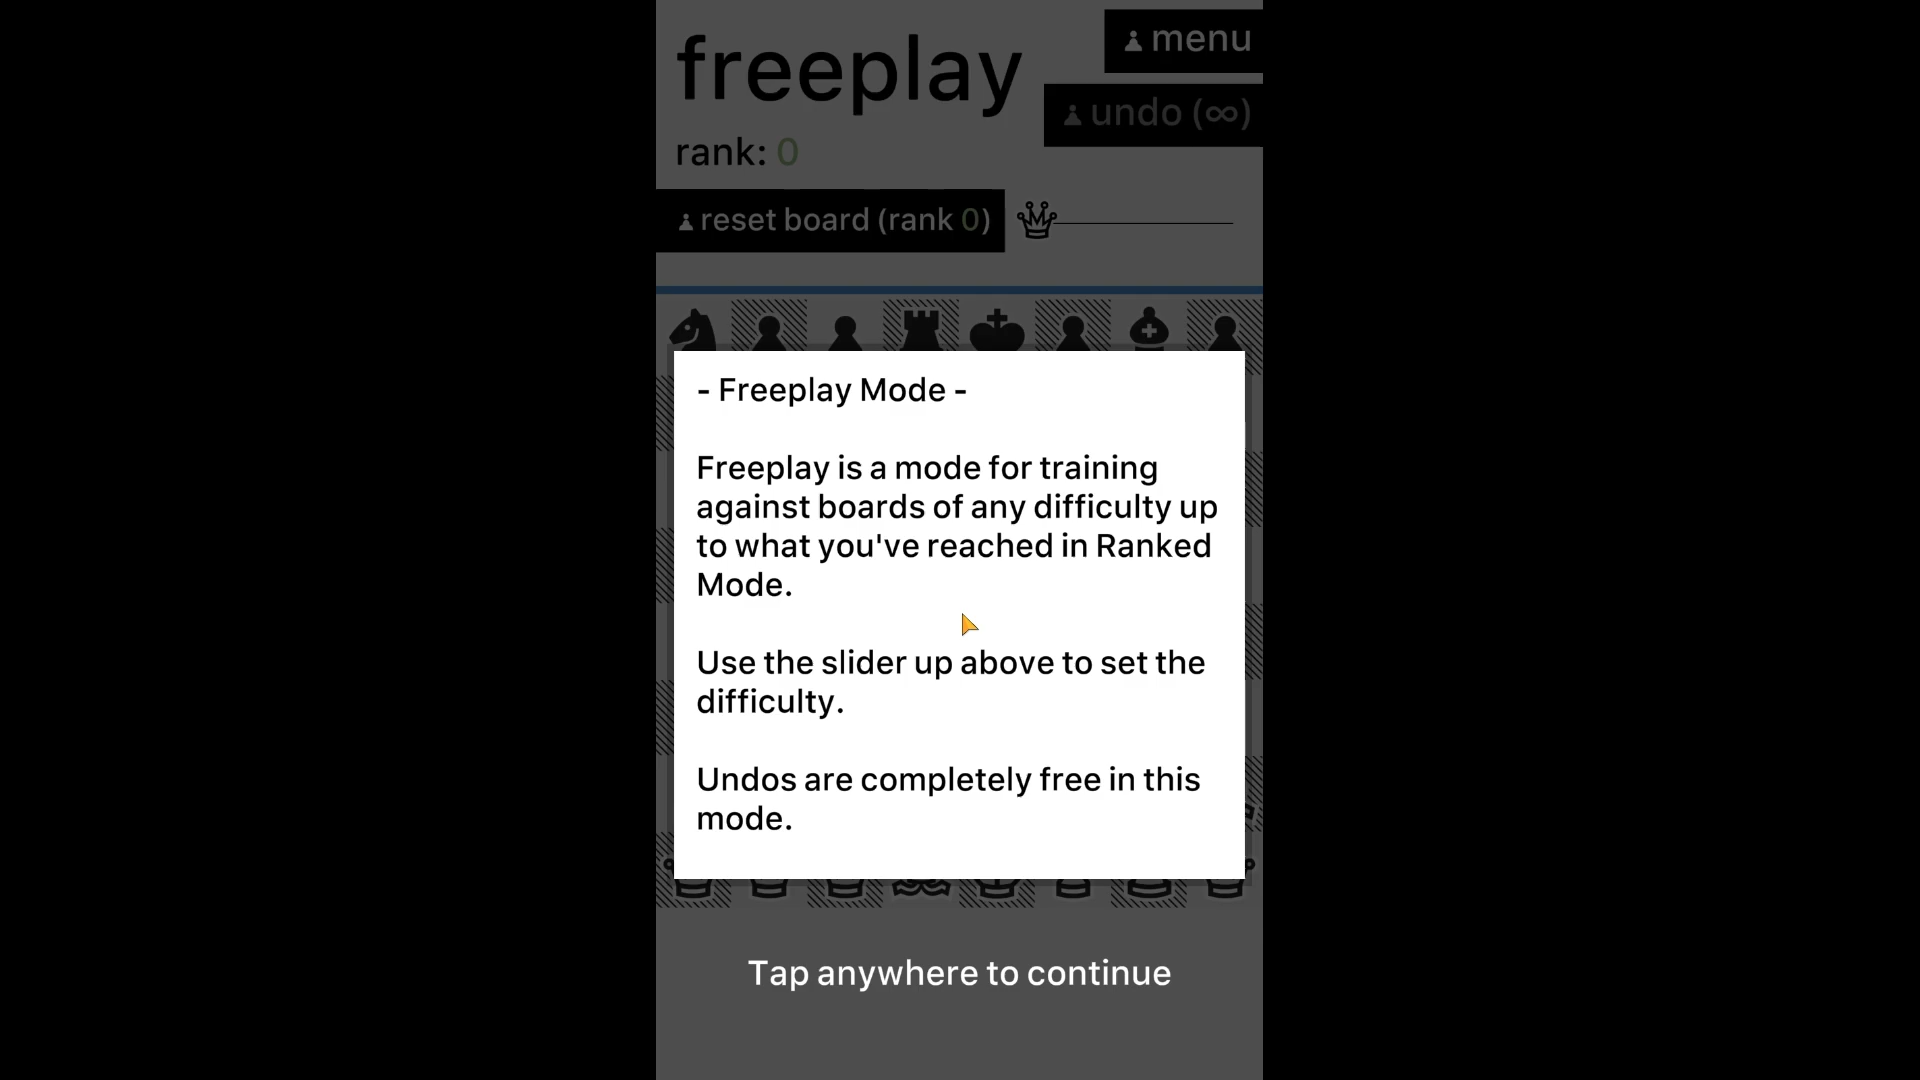 freeplay
menu
undo (∞)
rank: 0
reset board (rank 0)
- Freeplay Mode -
Freeplay is a mode for training
against boards of any difficulty up
to what you've reached in Ranked
Mode.
Use the slider up above to set the
difficulty.
Undos are completely free in this
mode.
Tap anywhere to continue